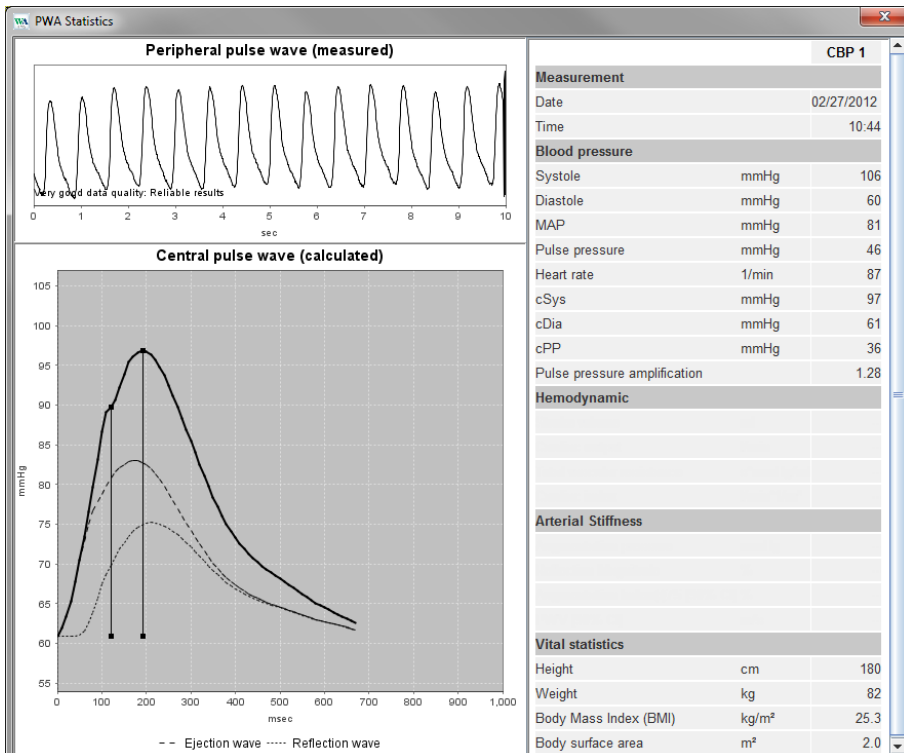 WA PWA Statistics
Peripheral pulse wave (measured)
Very good data quality: Reliable results
0 1 2 3 4 5 6 7 8 9 10
sec
Central pulse wave (calculated)
105
100
95
90
85
80
75
70
65
60
55
mmHg
0 100 200 300 400 500 600 700 800 900 1,000
msec
Ejection wave Reflection wave
CBP 1
Measurement
Date 02/27/2012
Time 10:44
Blood pressure
Systole mmHg 106
Diastole mmHg 60
MAP mmHg 81
Pulse pressure mmHg 46
Heart rate 1/min 87
cSys mmHg 97
cDia mmHg 61
cPP mmHg 36
Pulse pressure amplification 1.28
Hemodynamic
Arterial Stiffness
Vital statistics
Height cm 180
Weight kg 82
Body Mass Index (BMI) kg/m² 25.3
Body surface area m² 2.0